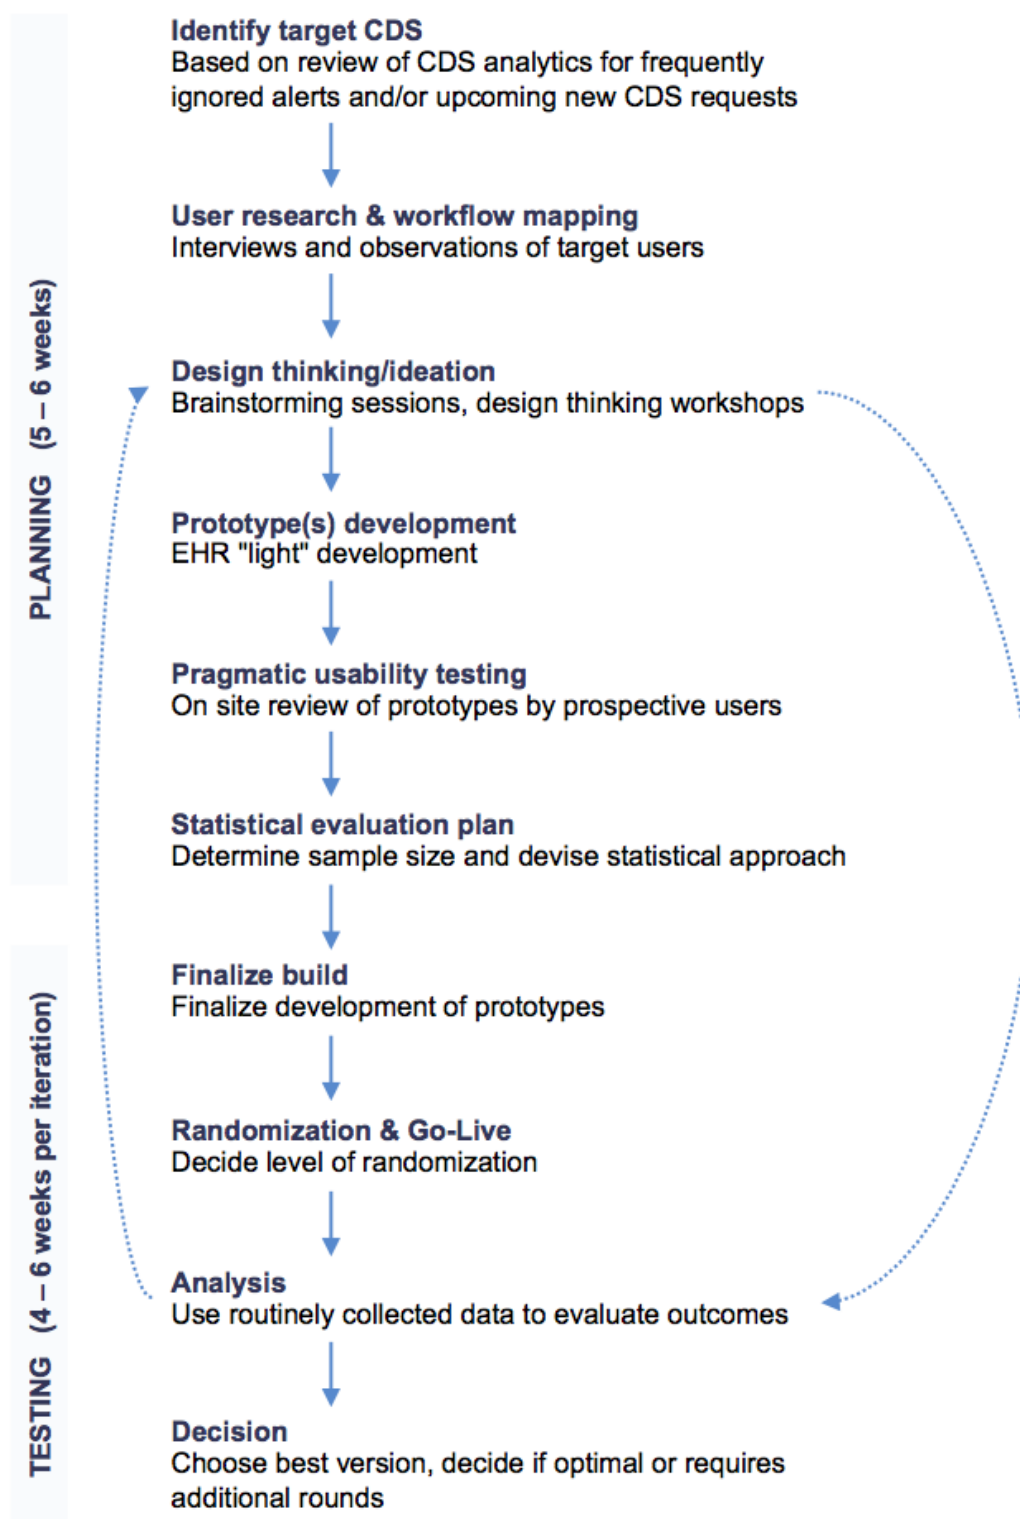 Identify target CDS
Based on review of CDS analytics for frequently
ignored alerts and/or upcoming new CDS requests
User research & workflow mapping
Interviews and observations of target users
Design thinking/ideation
Brainstorming sessions, design thinking workshops
Prototype(s) development
EHR "light" development
Pragmatic usability testing
On site review of prototypes by prospective users
Statistical evaluation plan
Determine sample size and devise statistical approach
PLANNING (5 – 6 weeks)
Finalize build
Finalize development of prototypes
Randomization & Go-Live
Decide level of randomization
Analysis
Use routinely collected data to evaluate outcomes
Decision
Choose best version, decide if optimal or requires
additional rounds
TESTING (4 – 6 weeks per iteration)